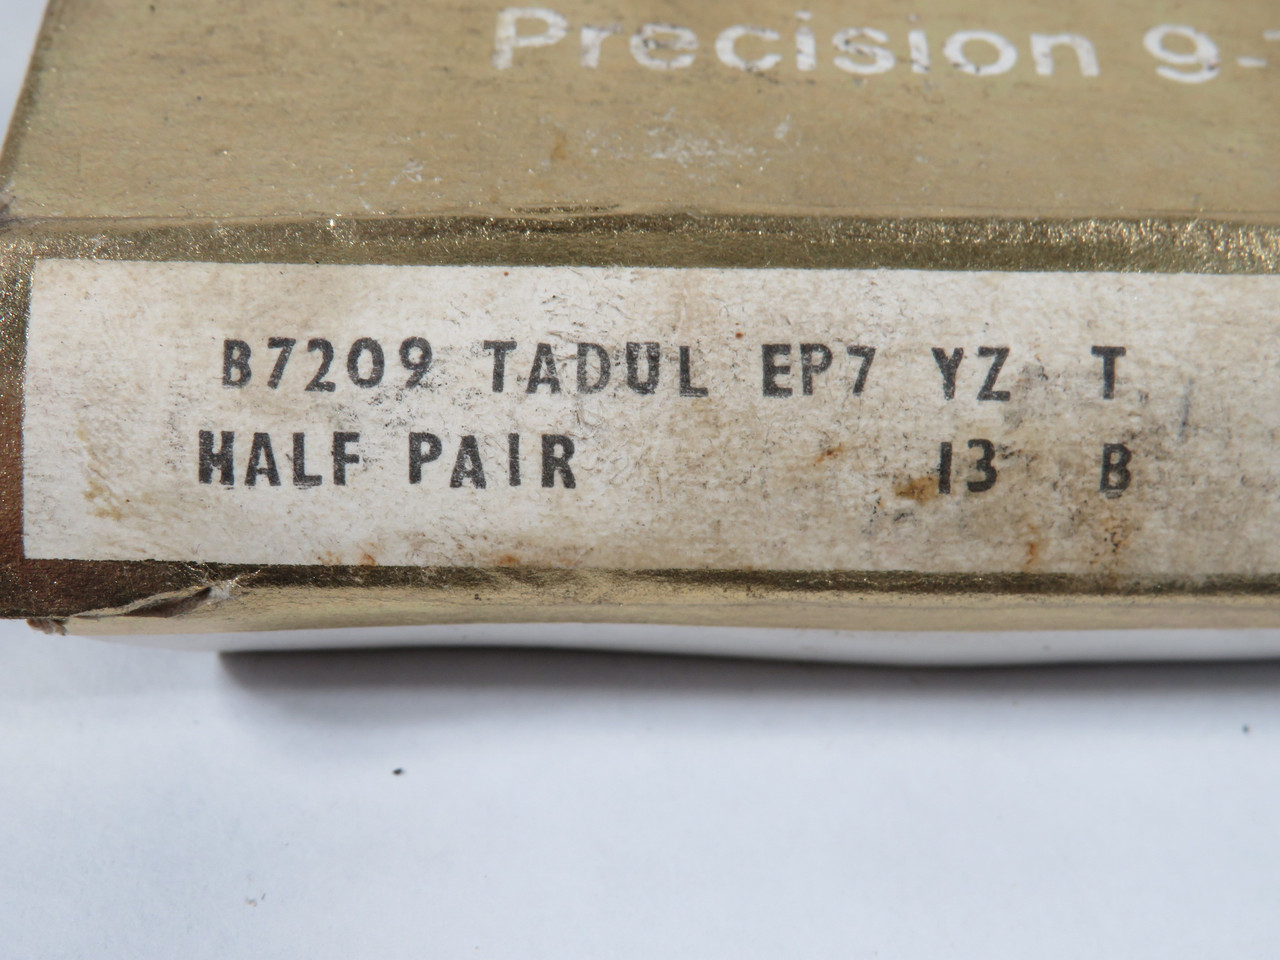 Precision 9-
B7209 TADUL EP7 YZ T
HALF PAIR 13 B